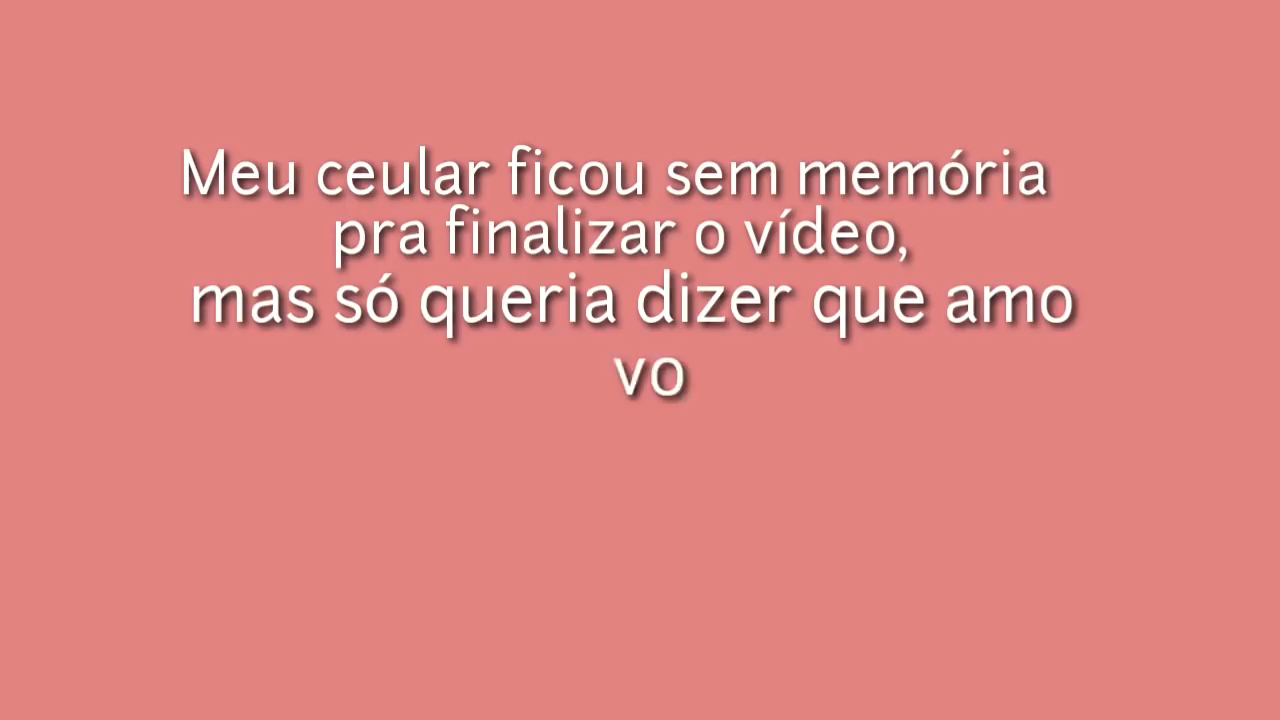 Meu ceular ficou sem memória
pra finalizar o vídeo,
mas só queria dizer que amo
vo